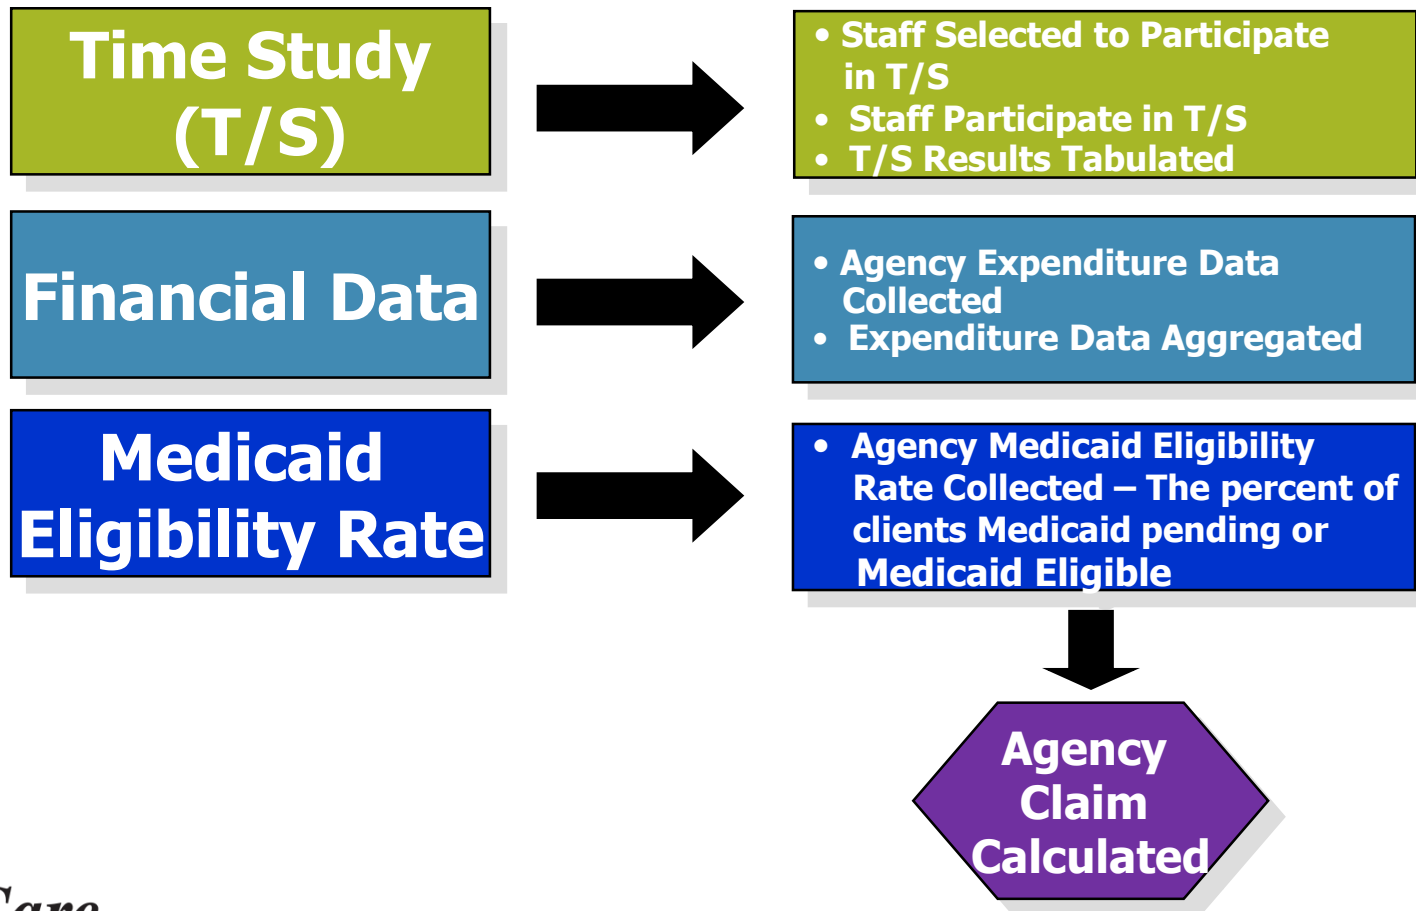 Time Study
(T/S)
• Staff Selected to Participate
in T/S
• Staff Participate in T/S
• T/S Results Tabulated
Financial Data
• Agency Expenditure Data
Collected
• Expenditure Data Aggregated
Medicaid
Eligibility Rate
• Agency Medicaid Eligibility
Rate Collected – The percent of
clients Medicaid pending or
Medicaid Eligible
Agency
Claim
Calculated